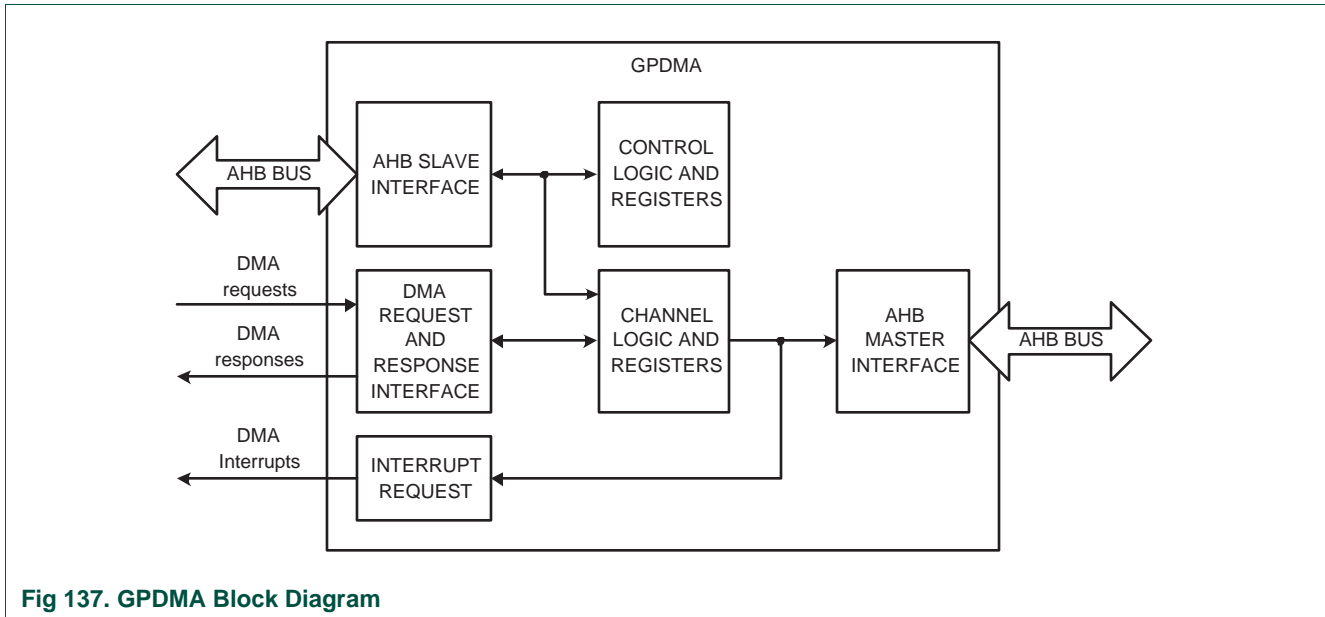 GPDMA
AHB BUS
AHB SLAVE
INTERFACE
CONTROL
LOGIC AND
REGISTERS
DMA
requests
DMA
responses
DMA
REQUEST
AND
RESPONSE
INTERFACE
CHANNEL
LOGIC AND
REGISTERS
AHB
MASTER
INTERFACE
AHB BUS
DMA
Interrupts
INTERRUPT
REQUEST
Fig 137. GPDMA Block Diagram